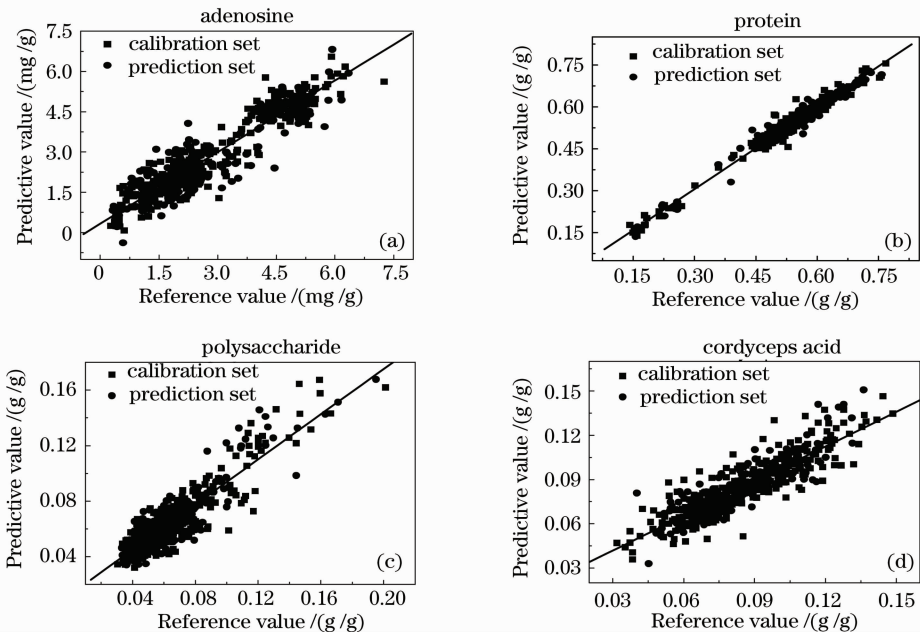 adenosine
7.5
6.0
4.5
3.0
1.5
0
Predictive value /(mg/g)
calibration set
prediction set
(a)
0 1.5 3.0 4.5 6.0 7.5
Reference value /(mg/g)
protein
0.75
0.60
0.45
0.30
0.15
Predictive value /(g/g)
calibration set
prediction set
(b)
0.15 0.30 0.45 0.60 0.75
Reference value /(g/g)
polysaccharide
0.16
0.12
0.08
0.04
Predictive value /(g/g)
calibration set
prediction set
(c)
0.04 0.08 0.12 0.16 0.20
Reference value /(g/g)
cordyceps acid
0.15
0.12
0.09
0.06
0.03
Predictive value /(g/g)
calibration set
prediction set
(d)
0.03 0.06 0.09 0.12 0.15
Reference value /(g/g)